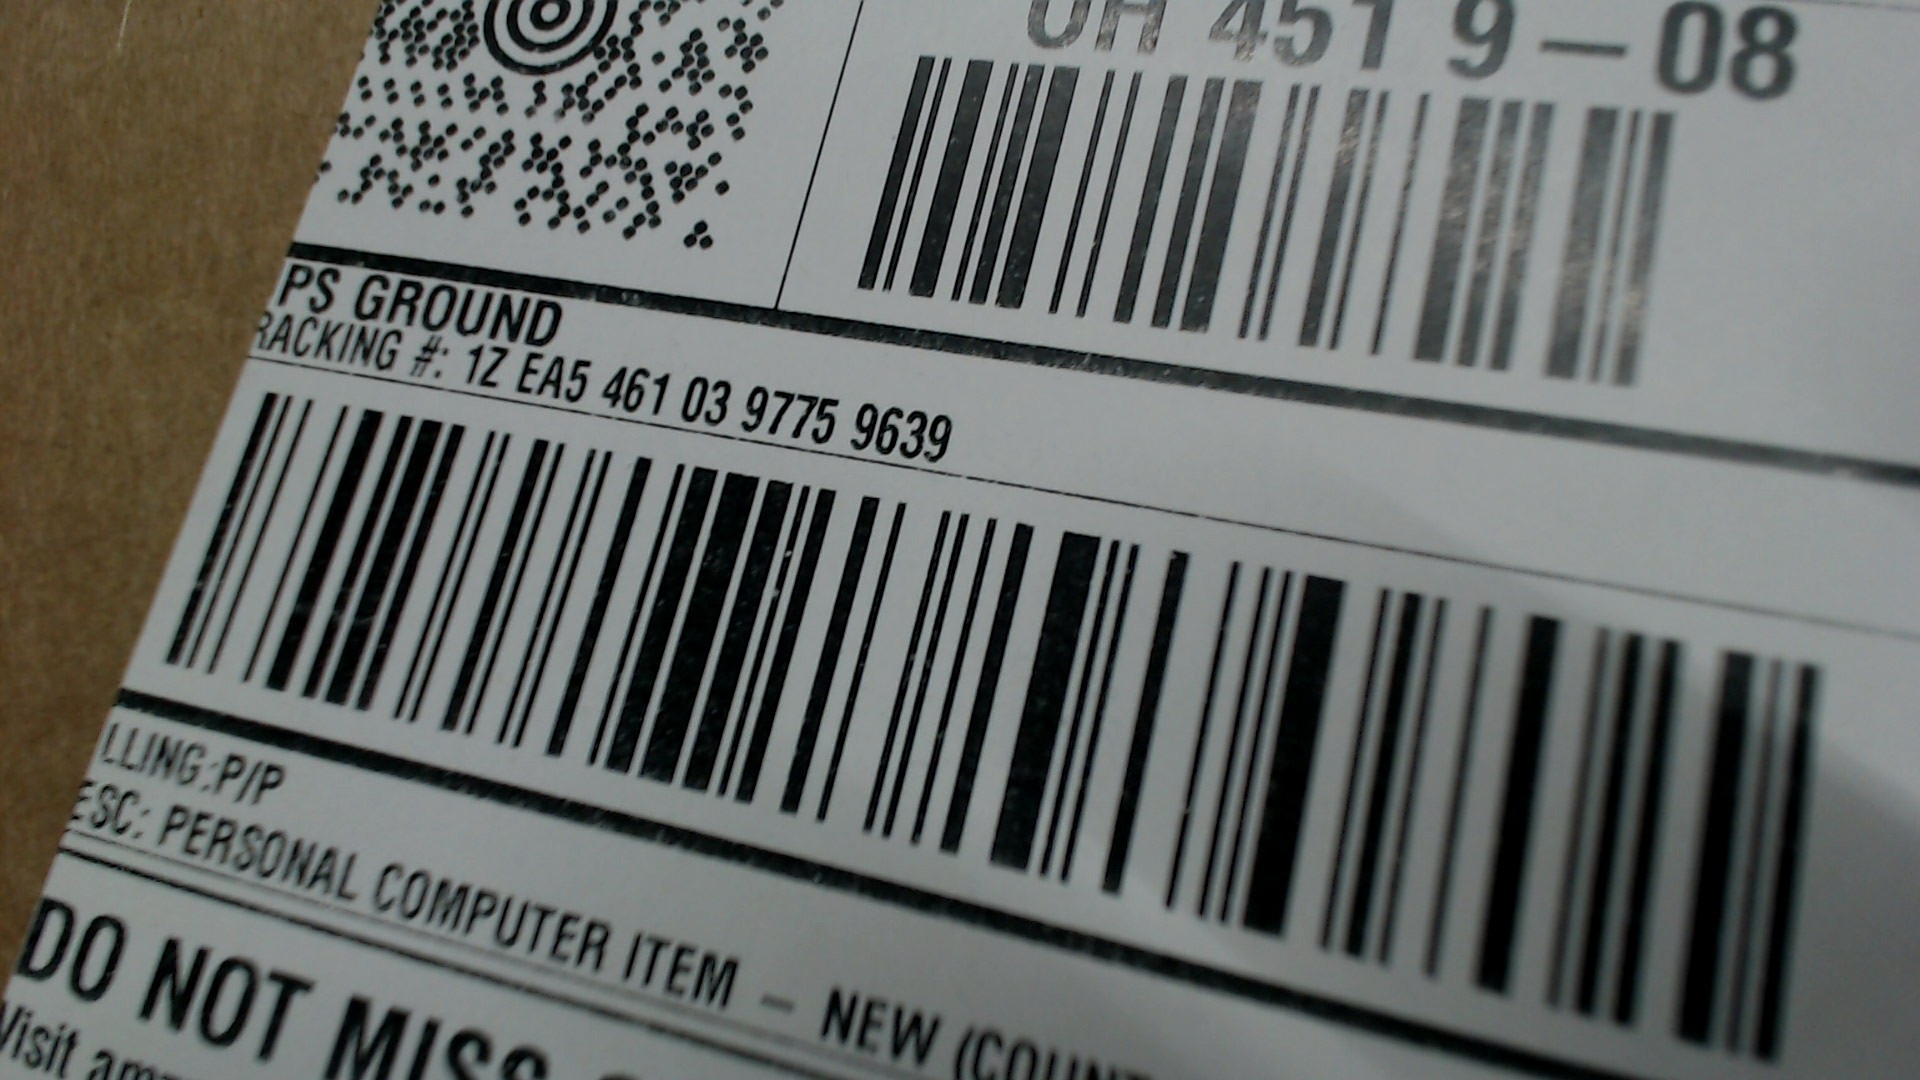 OH 451 9-08
PS GROUND
RACKING #: 1Z EA5 461 03 9775 9639
LLING:P/P
ESC: PERSONAL COMPUTER ITEM - NEW (COUNT
DO NOT MISS
Visit